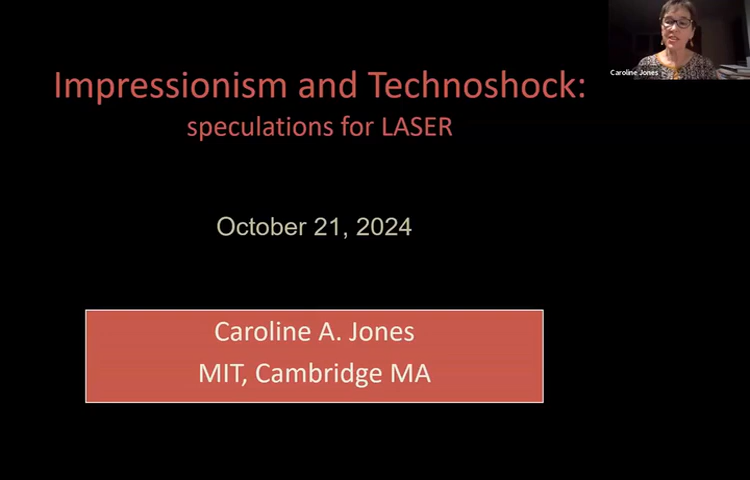 Impressionism and Technoshock:
speculations for LASER
Caroline Jones
October 21, 2024
Caroline A. Jones
MIT, Cambridge MA